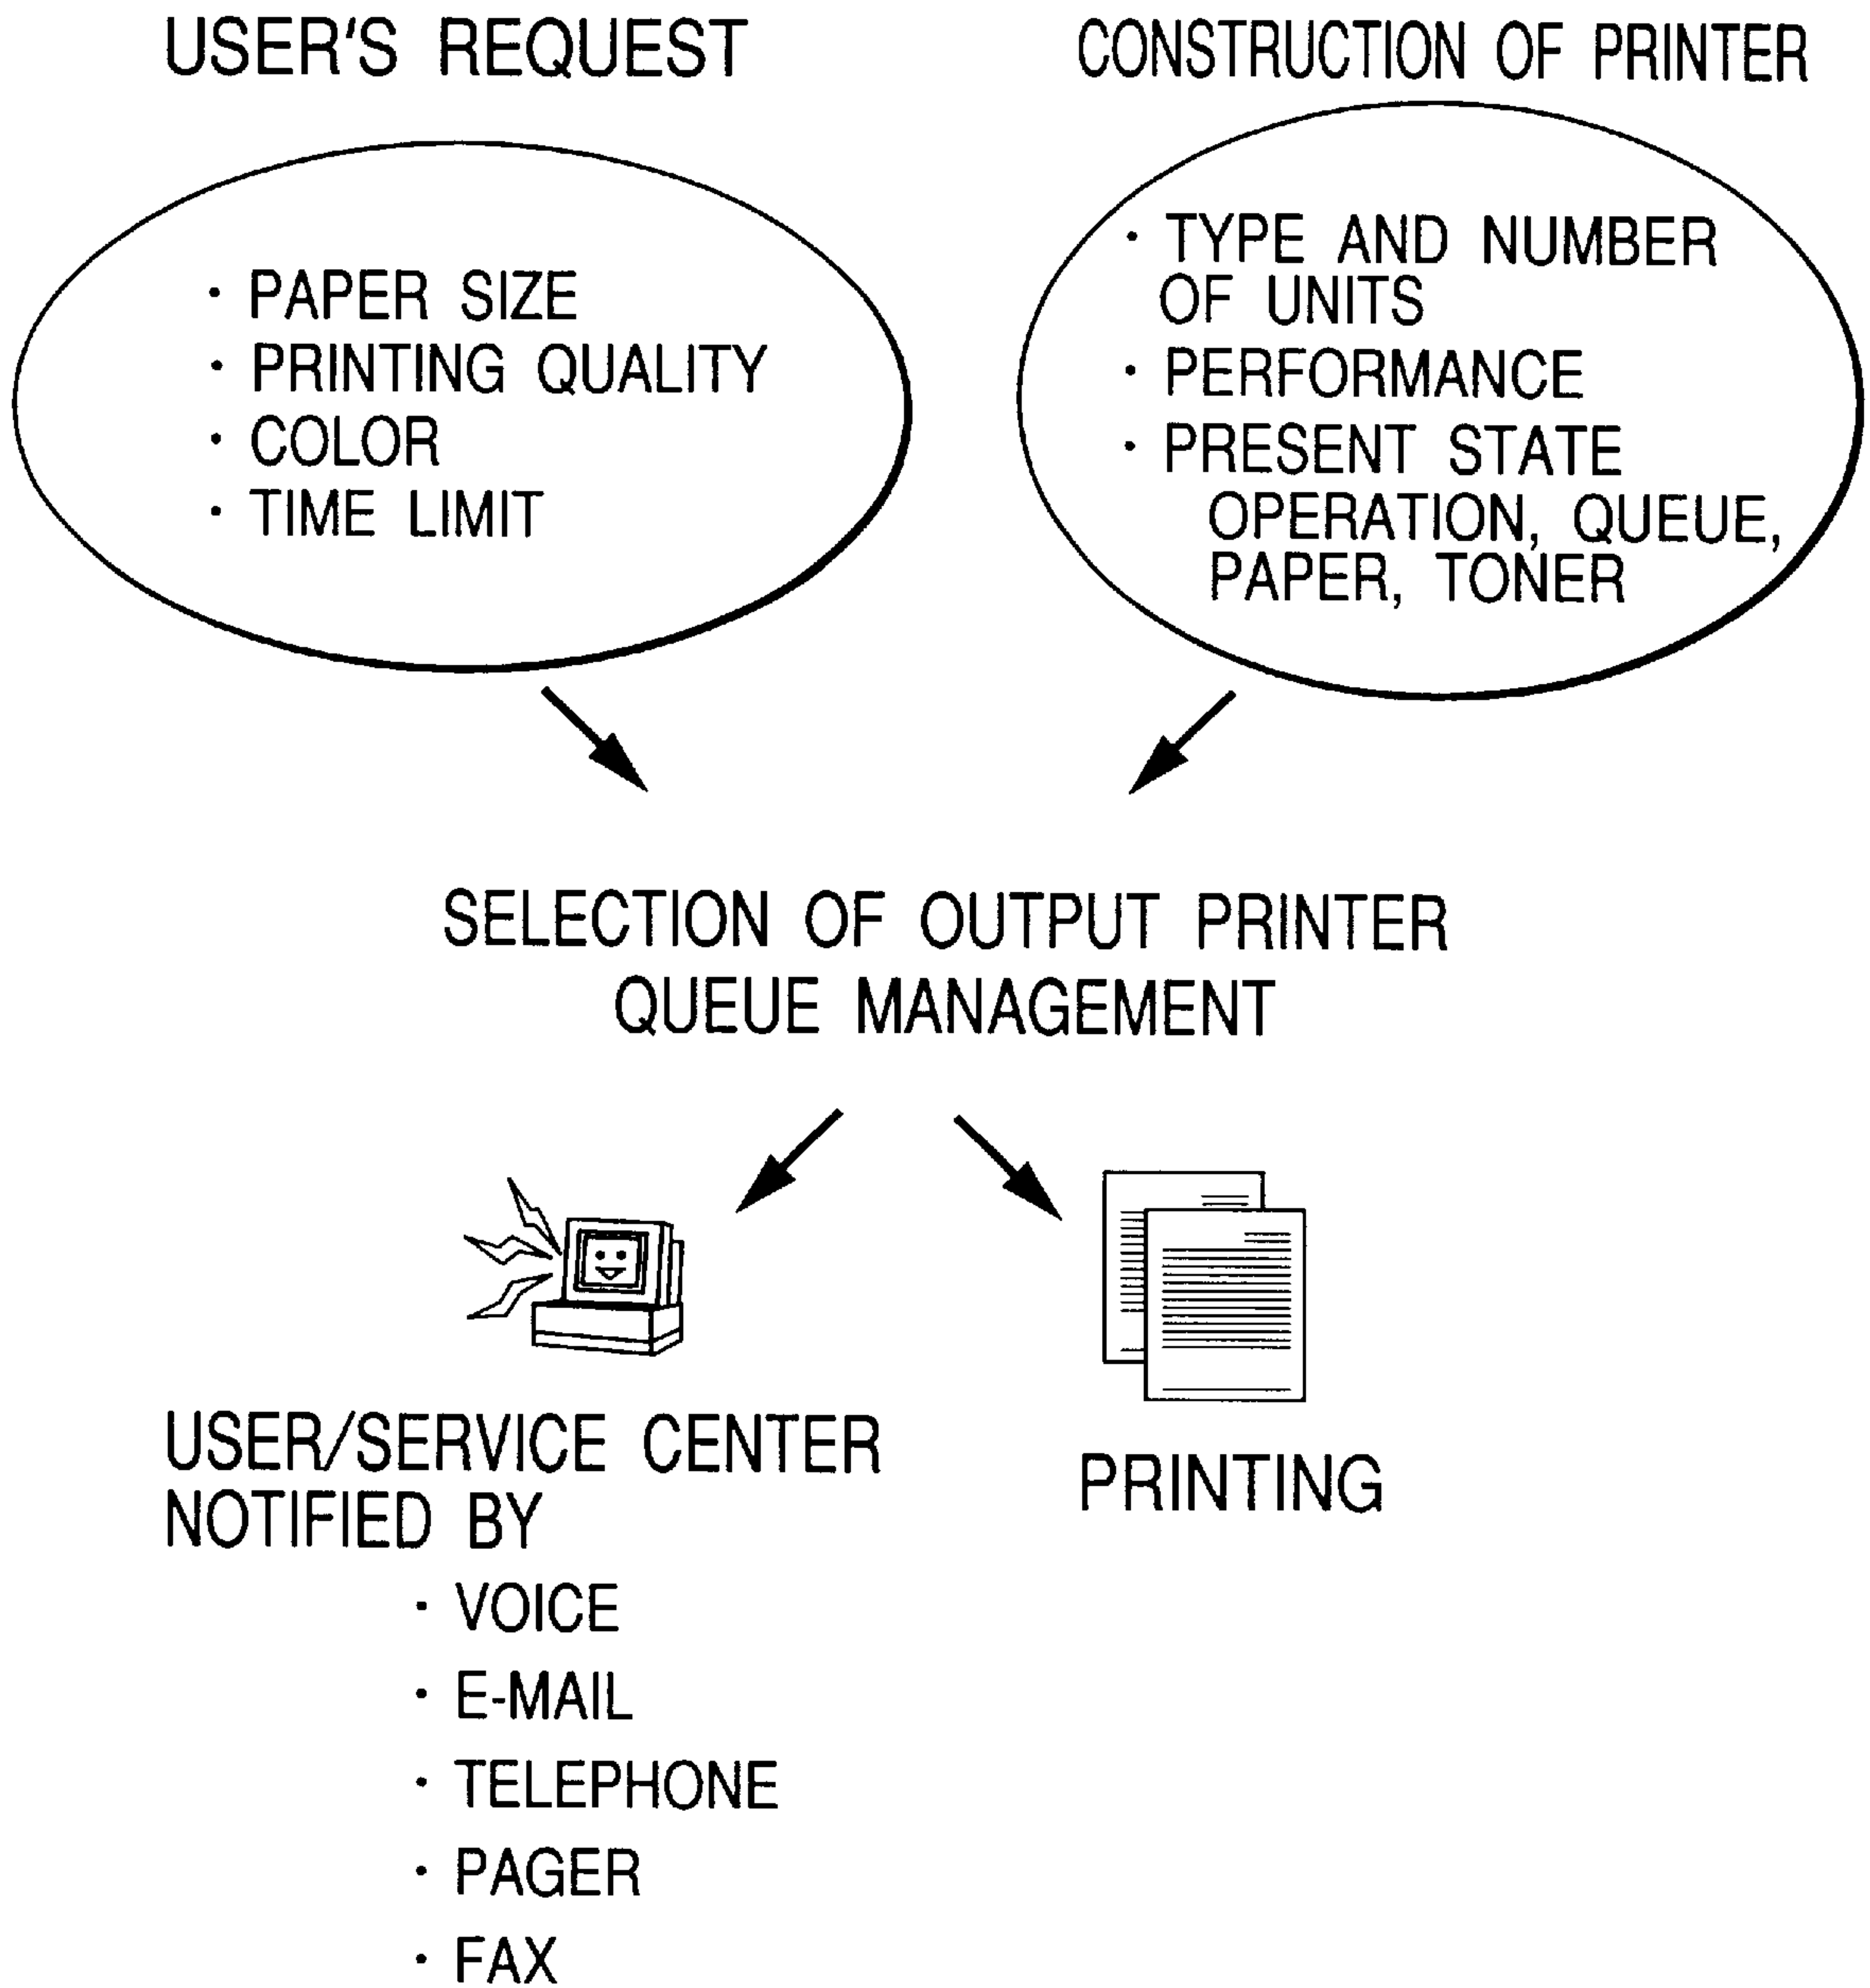 USER'S REQUEST
· PAPER SIZE
· PRINTING QUALITY
· COLOR
· TIME LIMIT
CONSTRUCTION OF PRINTER
· TYPE AND NUMBER
OF UNITS
· PERFORMANCE
· PRESENT STATE
OPERATION, QUEUE,
PAPER, TONER
SELECTION OF OUTPUT PRINTER
QUEUE MANAGEMENT
USER/SERVICE CENTER
NOTIFIED BY
· VOICE
· E-MAIL
· TELEPHONE
· PAGER
· FAX
PRINTING